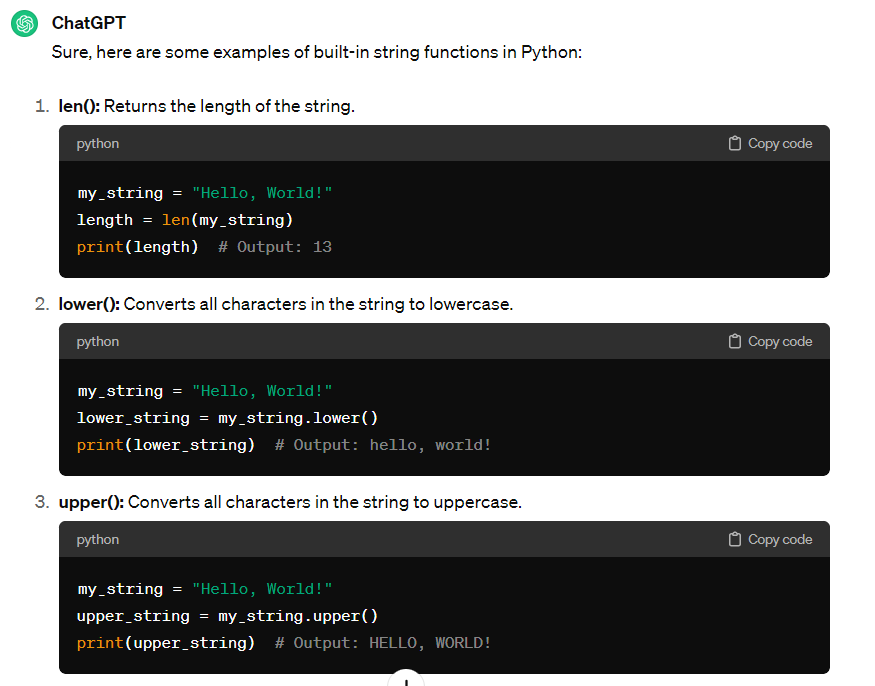 ChatGPT
Sure, here are some examples of built-in string functions in Python:
1. len(): Returns the length of the string.
python Copy code
my_string = "Hello, World!"
length = len(my_string)
print(length)  # Output: 13
2. lower(): Converts all characters in the string to lowercase.
python Copy code
my_string = "Hello, World!"
lower_string = my_string.lower()
print(lower_string)  # Output: hello, world!
3. upper(): Converts all characters in the string to uppercase.
python Copy code
my_string = "Hello, World!"
upper_string = my_string.upper()
print(upper_string)  # Output: HELLO, WORLD!